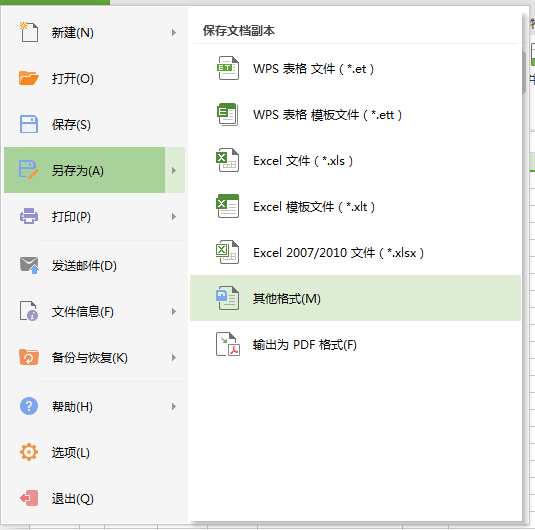 新建(N)
打开(O)
保存(S)
另存为(A)
打印(P)
发送邮件(D)
文件信息(F)
备份与恢复(K)
帮助(H)
选项(L)
退出(Q)
保存文档副本
WPS 表格 文件 ( *.et )
WPS 表格 模板文件 ( *.ett )
Excel 文件 ( *.xls )
Excel 模板文件 ( *.xlt )
Excel 2007/2010 文件 ( *.xlsx )
其他格式(M)
输出为 PDF 格式(F)